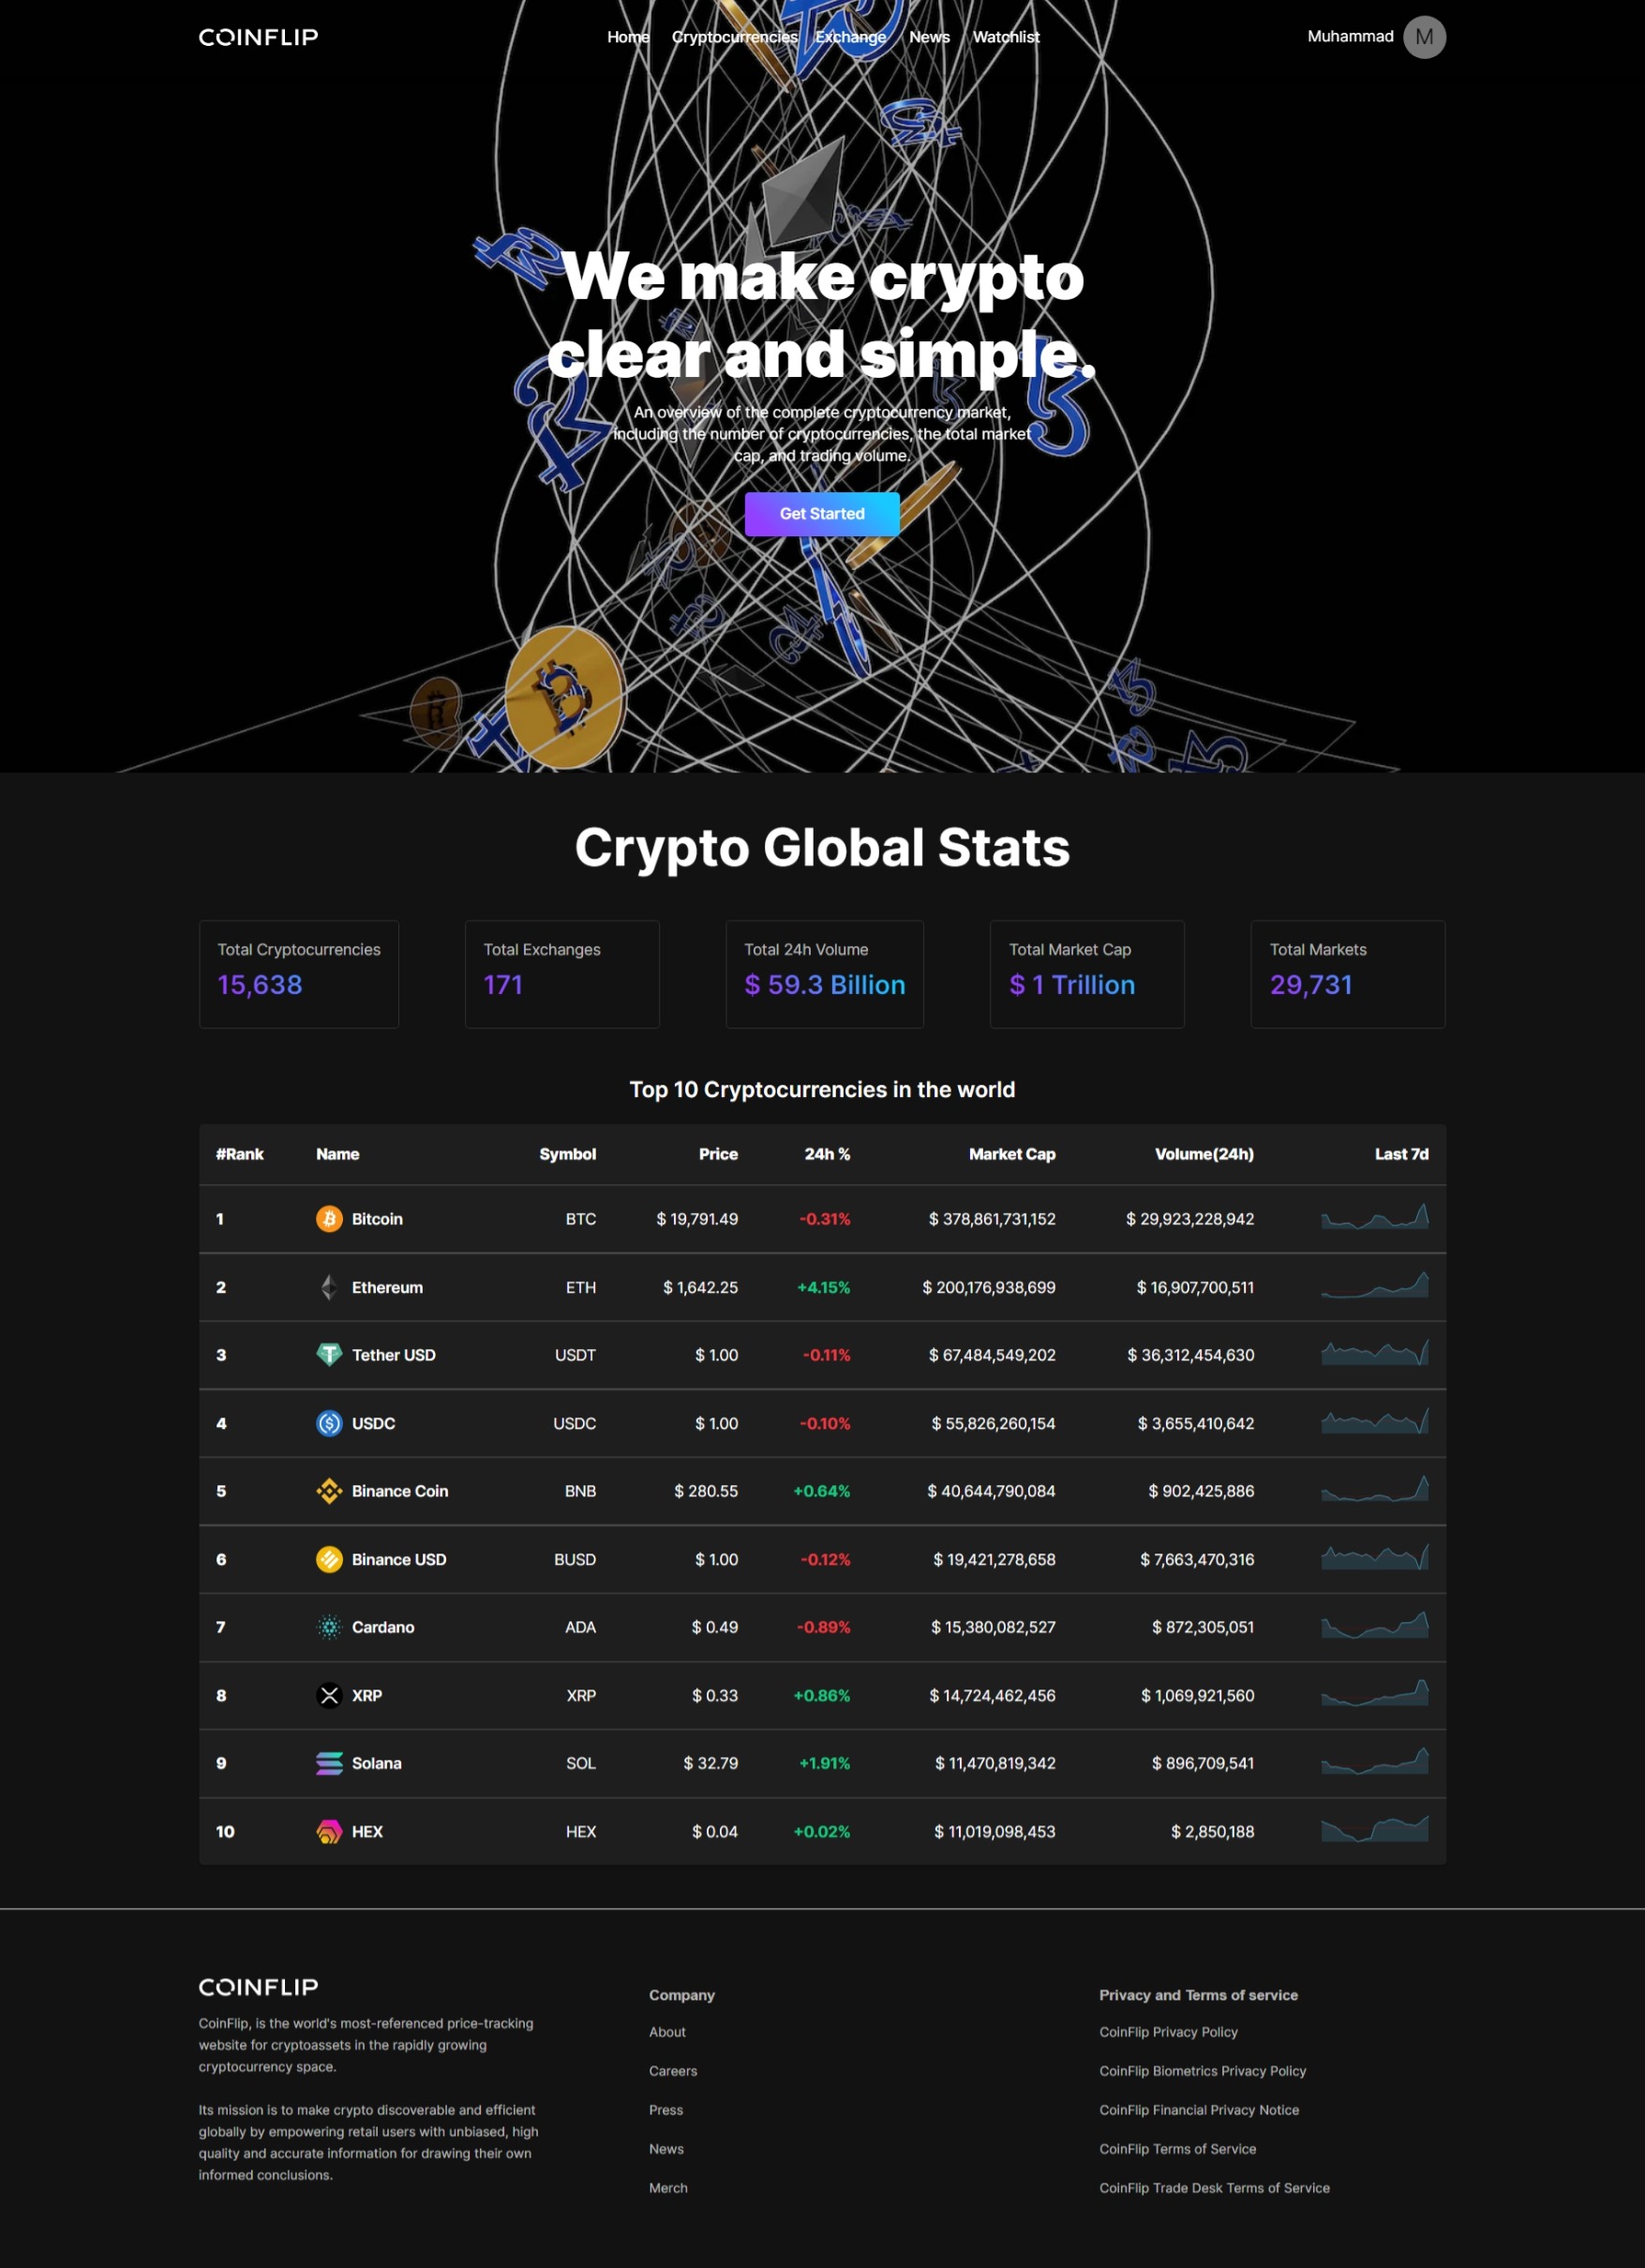 COINFLIP
Home Cryptocurrencies Exchange News Watchlist
Muhammad M
We make crypto
clear and simple.
An overview of the complete cryptocurrency market,
including the number of cryptocurrencies, the total market
cap, and trading volume.
Get Started
Crypto Global Stats
Total Cryptocurrencies
15,638
Total Exchanges
171
Total 24h Volume
$ 59.3 Billion
Total Market Cap
$ 1 Trillion
Total Markets
29,731
Top 10 Cryptocurrencies in the world
#Rank Name Symbol Price 24h % Market Cap Volume(24h) Last 7d
1 Bitcoin BTC $ 19,791.49 -0.31% $ 378,861,731,152 $ 29,923,228,942
2 Ethereum ETH $ 1,642.25 +4.15% $ 200,176,938,699 $ 16,907,700,511
3 Tether USD USDT $ 1.00 -0.11% $ 67,484,549,202 $ 36,312,454,630
4 USDC USDC $ 1.00 -0.10% $ 55,826,260,154 $ 3,655,410,642
5 Binance Coin BNB $ 280.55 +0.64% $ 40,644,790,084 $ 902,425,886
6 Binance USD BUSD $ 1.00 -0.12% $ 19,421,278,658 $ 7,663,470,316
7 Cardano ADA $ 0.49 -0.89% $ 15,380,082,527 $ 872,305,051
8 XRP XRP $ 0.33 +0.86% $ 14,724,462,456 $ 1,069,921,560
9 Solana SOL $ 32.79 +1.91% $ 11,470,819,342 $ 896,709,541
10 HEX HEX $ 0.04 +0.02% $ 11,019,098,453 $ 2,850,188
COINFLIP
CoinFlip, is the world's most-referenced price-tracking
website for cryptoassets in the rapidly growing
cryptocurrency space.
Its mission is to make crypto discoverable and efficient
globally by empowering retail users with unbiased, high
quality and accurate information for drawing their own
informed conclusions.
Company
About
Careers
Press
News
Merch
Privacy and Terms of service
CoinFlip Privacy Policy
CoinFlip Biometrics Privacy Policy
CoinFlip Financial Privacy Notice
CoinFlip Terms of Service
CoinFlip Trade Desk Terms of Service